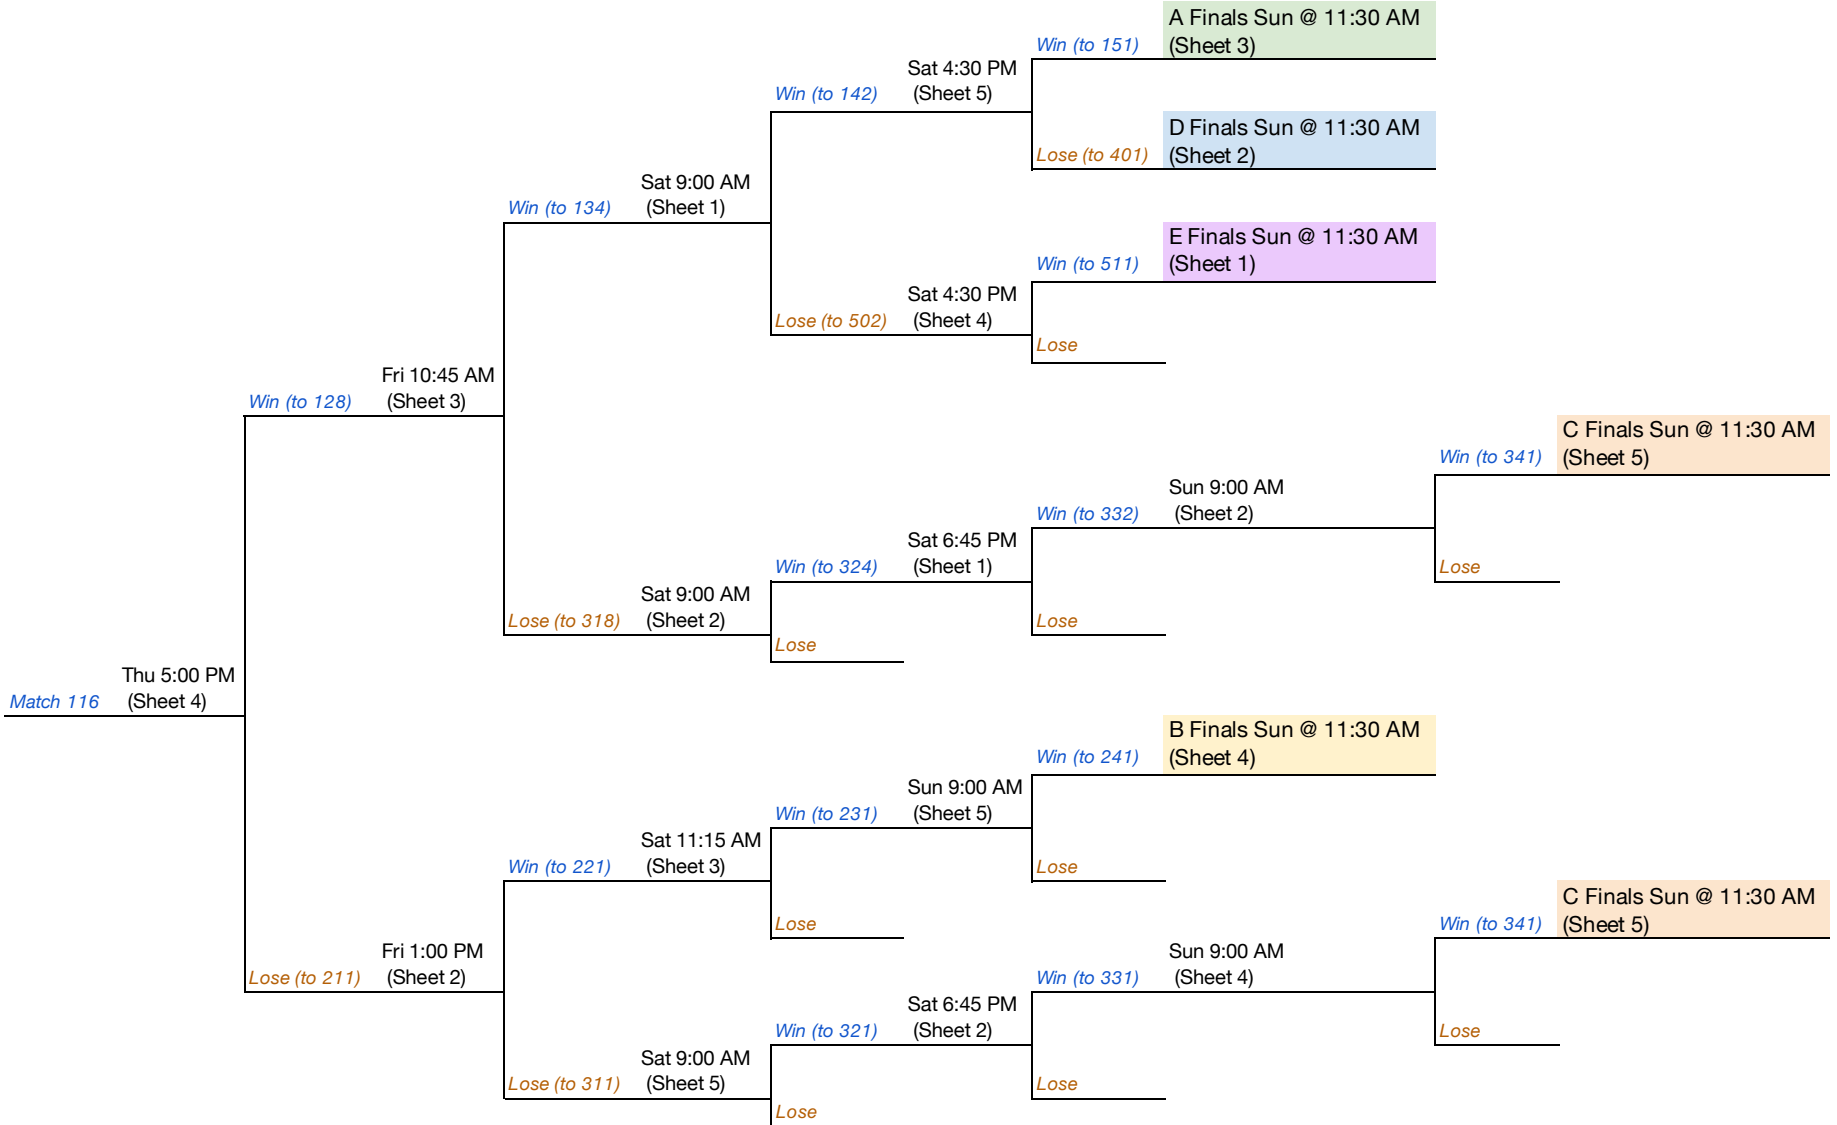 A Finals Sun @ 11:30 AM
Win (to 151)
(Sheet 3)
Sat 4:30 PM
Win (to 142)
(Sheet 5)
D Finals Sun @ 11:30 AM
Lose (to 401)
(Sheet 2)
Sat 9:00 AM
Win (to 134)
(Sheet 1)
E Finals Sun @ 11:30 AM
Win (to 511)
(Sheet 1)
Sat 4:30 PM
Lose (to 502)
(Sheet 4)
Lose
Fri 10:45 AM
Win (to 128)
(Sheet 3)
C Finals Sun @ 11:30 AM
Win (to 341)
(Sheet 5)
Sun 9:00 AM
Win (to 332)
(Sheet 2)
Sat 6:45 PM
Win (to 324)
(Sheet 1)
Lose
Sat 9:00 AM
Lose (to 318)
(Sheet 2)
Lose
Lose
Thu 5:00 PM
Match 116
(Sheet 4)
B Finals Sun @ 11:30 AM
Win (to 241)
(Sheet 4)
Sun 9:00 AM
Win (to 231)
(Sheet 5)
Sat 11:15 AM
Win (to 221)
(Sheet 3)
Lose
Lose
C Finals Sun @ 11:30 AM
Win (to 341)
(Sheet 5)
Fri 1:00 PM
Lose (to 211)
(Sheet 2)
Sun 9:00 AM
Win (to 331)
(Sheet 4)
Sat 6:45 PM
Win (to 321)
(Sheet 2)
Lose
Sat 9:00 AM
Lose (to 311)
(Sheet 5)
Lose
Lose